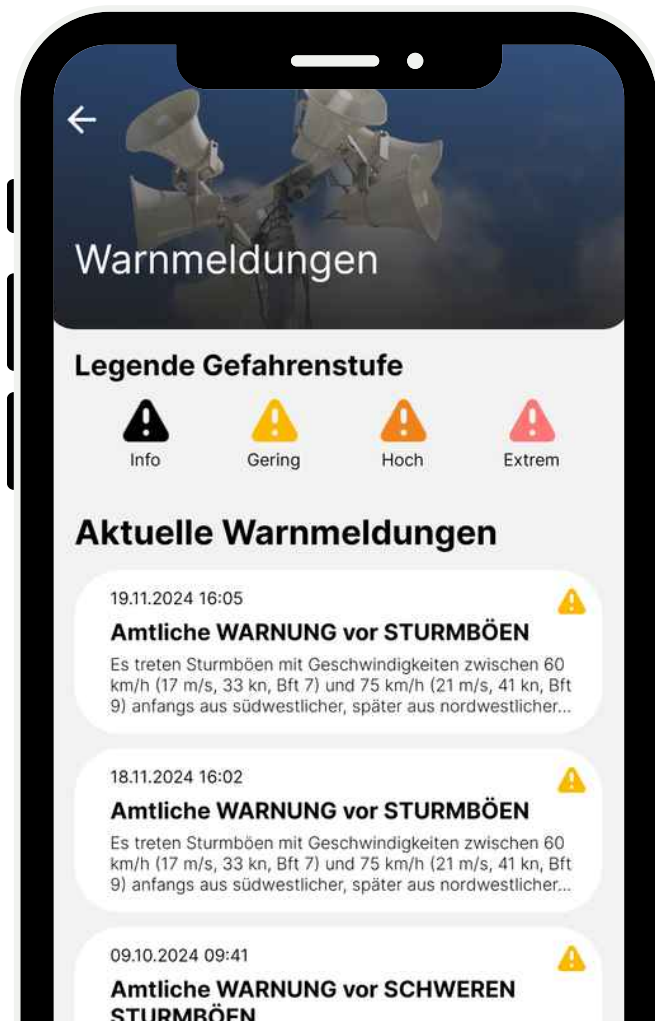 Warnmeldungen
Legende Gefahrenstufe
Info
Gering
Hoch
Extrem
Aktuelle Warnmeldungen
19.11.2024 16:05
Amtliche WARNUNG vor STURMBÖEN
Es treten Sturmböen mit Geschwindigkeiten zwischen 60
km/h (17 m/s, 33 kn, Bft 7) und 75 km/h (21 m/s, 41 kn, Bft
9) anfangs aus südwestlicher, später aus nordwestlicher...
18.11.2024 16:02
Amtliche WARNUNG vor STURMBÖEN
Es treten Sturmböen mit Geschwindigkeiten zwischen 60
km/h (17 m/s, 33 kn, Bft 7) und 75 km/h (21 m/s, 41 kn, Bft
9) anfangs aus südwestlicher, später aus nordwestlicher...
09.10.2024 09:41
Amtliche WARNUNG vor SCHWEREN
STURMBÖEN